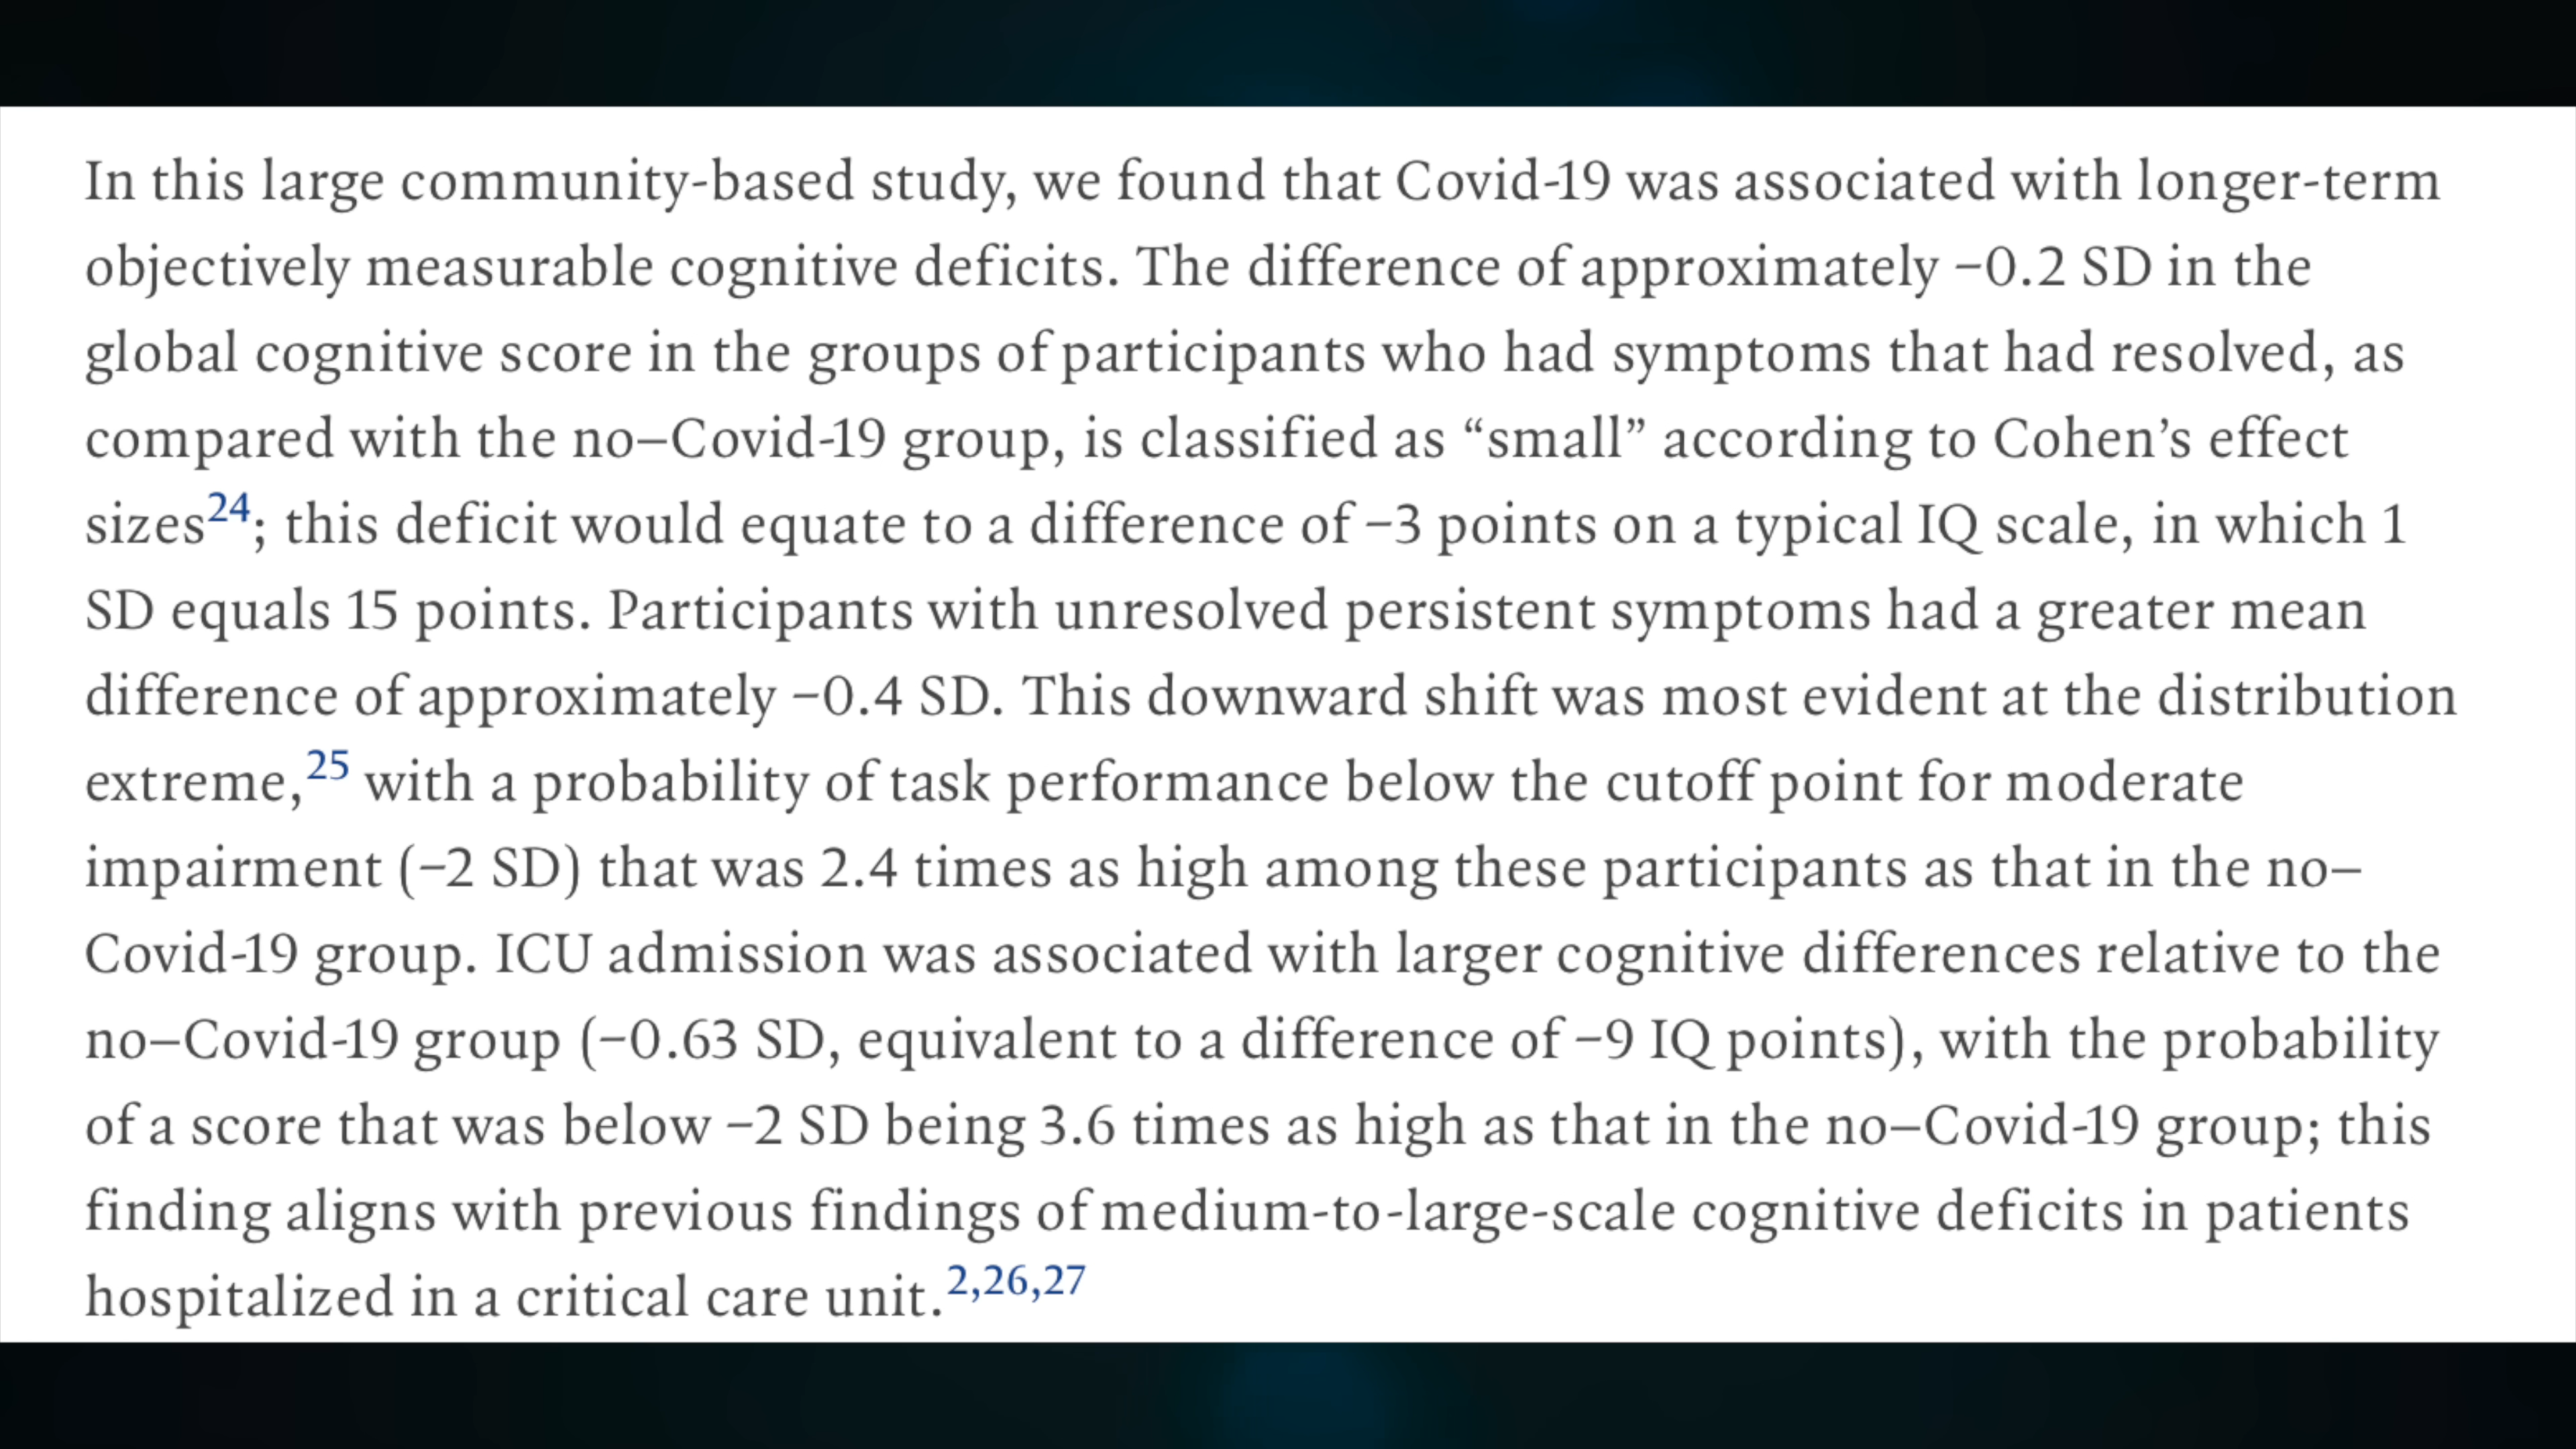 In this large community-based study, we found that Covid-19 was associated with longer-term
objectively measurable cognitive deficits. The difference of approximately −0.2 SD in the
global cognitive score in the groups of participants who had symptoms that had resolved, as
compared with the no–Covid-19 group, is classified as “small” according to Cohen’s effect
sizes24; this deficit would equate to a difference of −3 points on a typical IQ scale, in which 1
SD equals 15 points. Participants with unresolved persistent symptoms had a greater mean
difference of approximately −0.4 SD. This downward shift was most evident at the distribution
extreme,25 with a probability of task performance below the cutoff point for moderate
impairment (−2 SD) that was 2.4 times as high among these participants as that in the no–
Covid-19 group. ICU admission was associated with larger cognitive differences relative to the
no–Covid-19 group (−0.63 SD, equivalent to a difference of −9 IQ points), with the probability
of a score that was below −2 SD being 3.6 times as high as that in the no–Covid-19 group; this
finding aligns with previous findings of medium-to-large-scale cognitive deficits in patients
hospitalized in a critical care unit.2,26,27